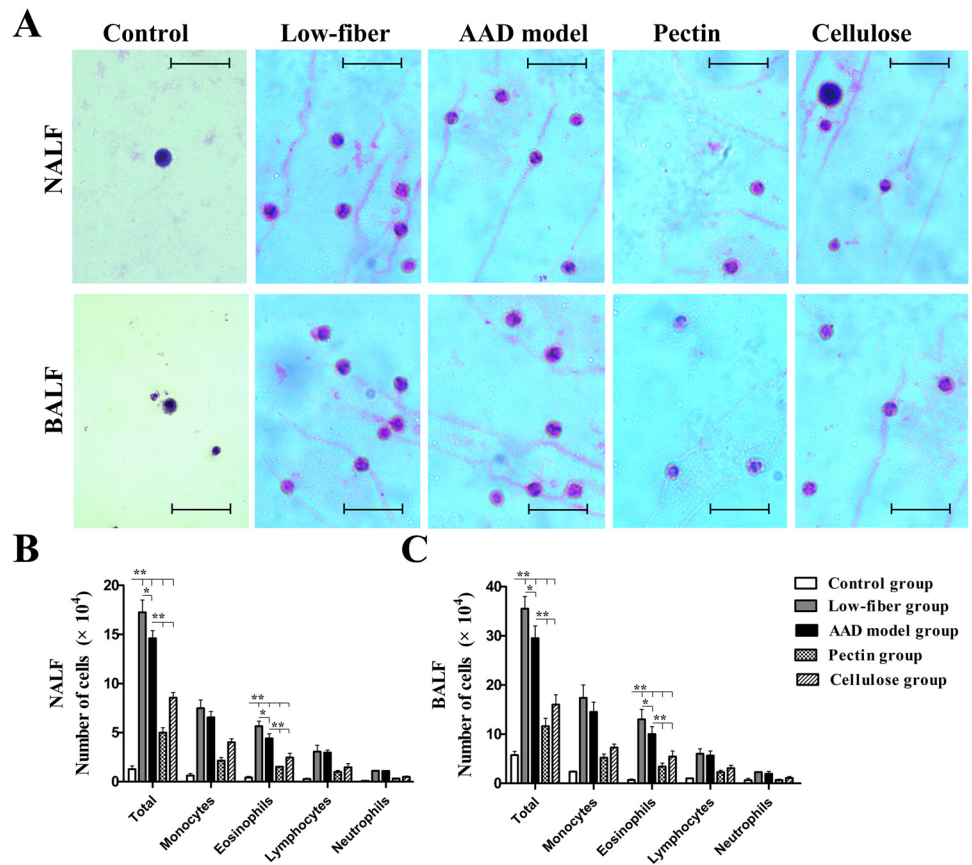 A
Control
Low-fiber
AAD model
Pectin
Cellulose
NALF
BALF
B
NALF
Number of cells (× 10⁴)
20
15
10
5
0
**
*
**
**
*
**
Total
Monocytes
Eosinophils
Lymphocytes
Neutrophils
C
BALF
Number of cells (× 10⁴)
40
30
20
10
0
**
*
**
**
*
**
Total
Monocytes
Eosinophils
Lymphocytes
Neutrophils
Control group
Low-fiber group
AAD model group
Pectin group
Cellulose group